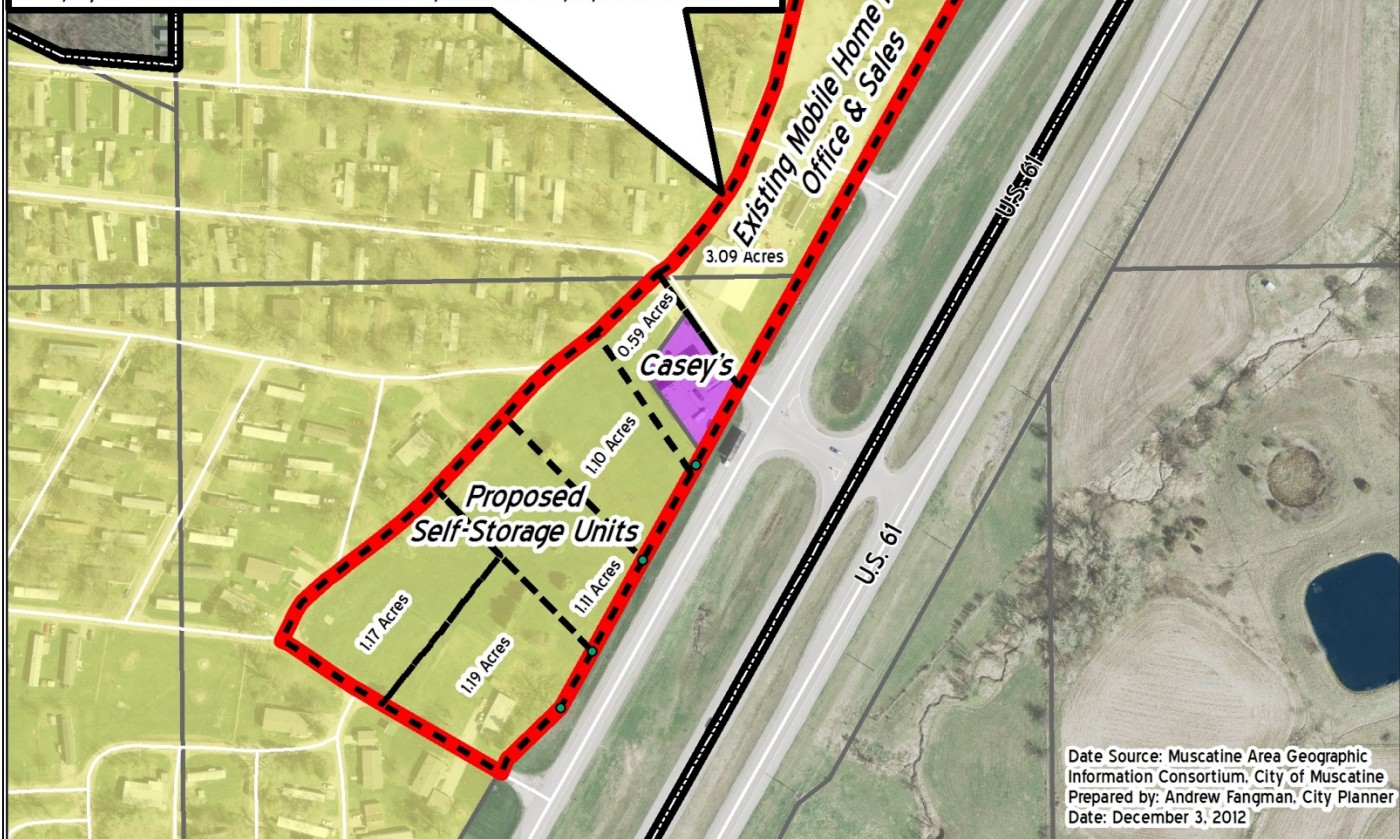 Existing Mobile Home
Office & Sales
3.09 Acres
U.S. 61
0.59 Acres
Casey's
1.10 Acres
Proposed
Self-Storage Units
U.S. 61
1.11 Acres
1.17 Acres
1.19 Acres
Date Source: Muscatine Area Geographic
Information Consortium, City of Muscatine
Prepared by: Andrew Fangman, City Planner
Date: December 3, 2012